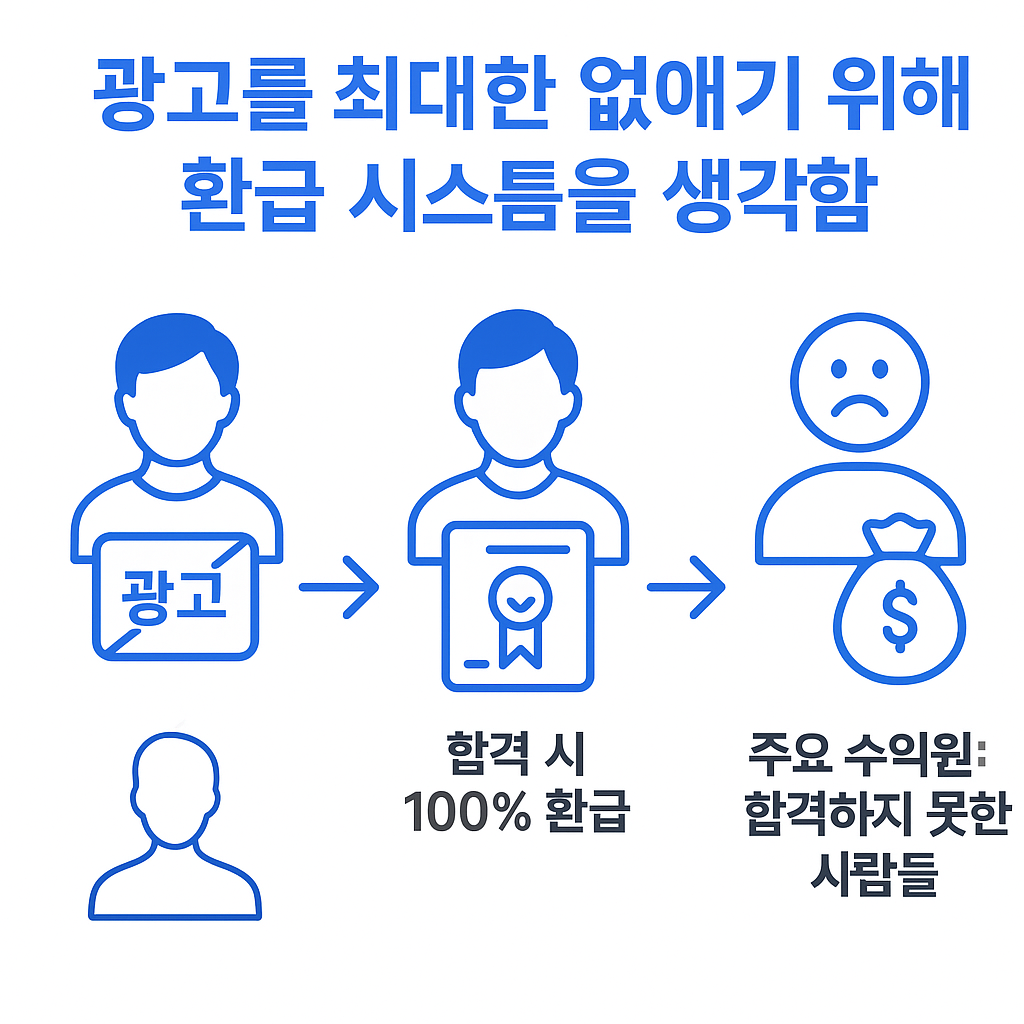 광고를 최대한 없애기 위해
환급 시스틈을 생각함
광고
합격 시
100% 환급
주요 수의원:
합격하지 못한
시람들